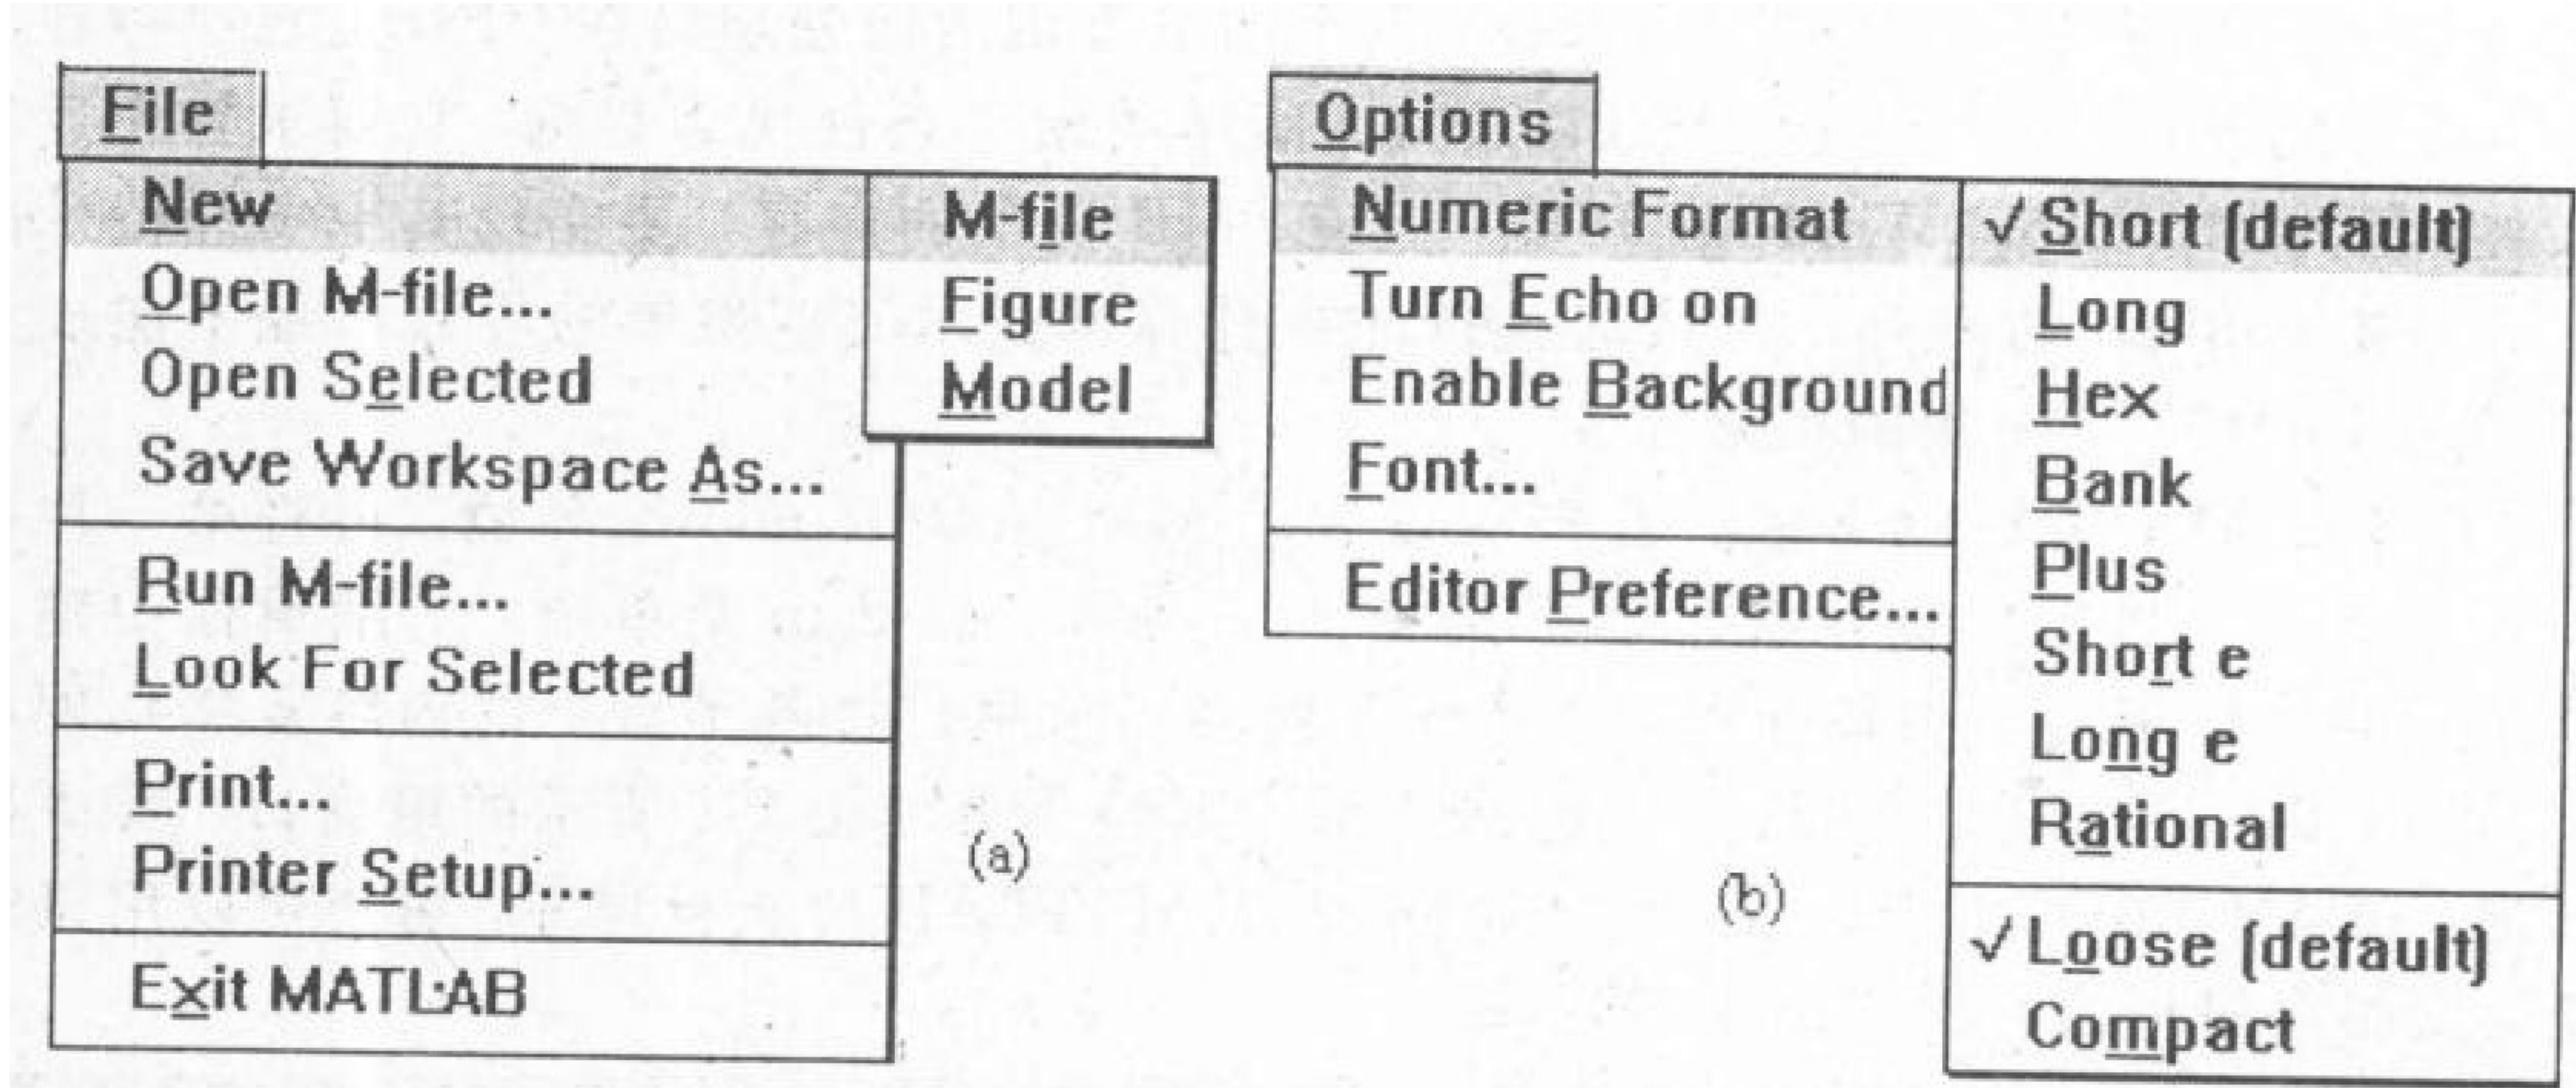 File
New
Open M-file...
Open Selected
Save Workspace As...
Run M-file...
Look For Selected
Print...
Printer Setup...
Exit MATLAB
M-file
Figure
Model
(a)
Options
Numeric Format
Turn Echo on
Enable Background
Font...
Editor Preference...
✓ Short (default)
Long
Hex
Bank
Plus
Short e
Long e
Rational
✓ Loose (default)
Compact
(b)